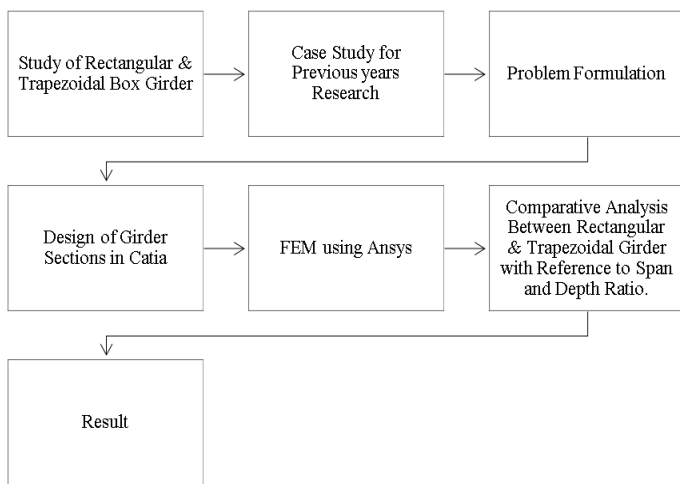 Study of Rectangular &
Trapezoidal Box Girder
Case Study for
Previous years
Research
Problem Formulation
Design of Girder
Sections in Catia
FEM using Ansys
Comparative Analysis
Between Rectangular
& Trapezoidal Girder
with Reference to Span
and Depth Ratio.
Result